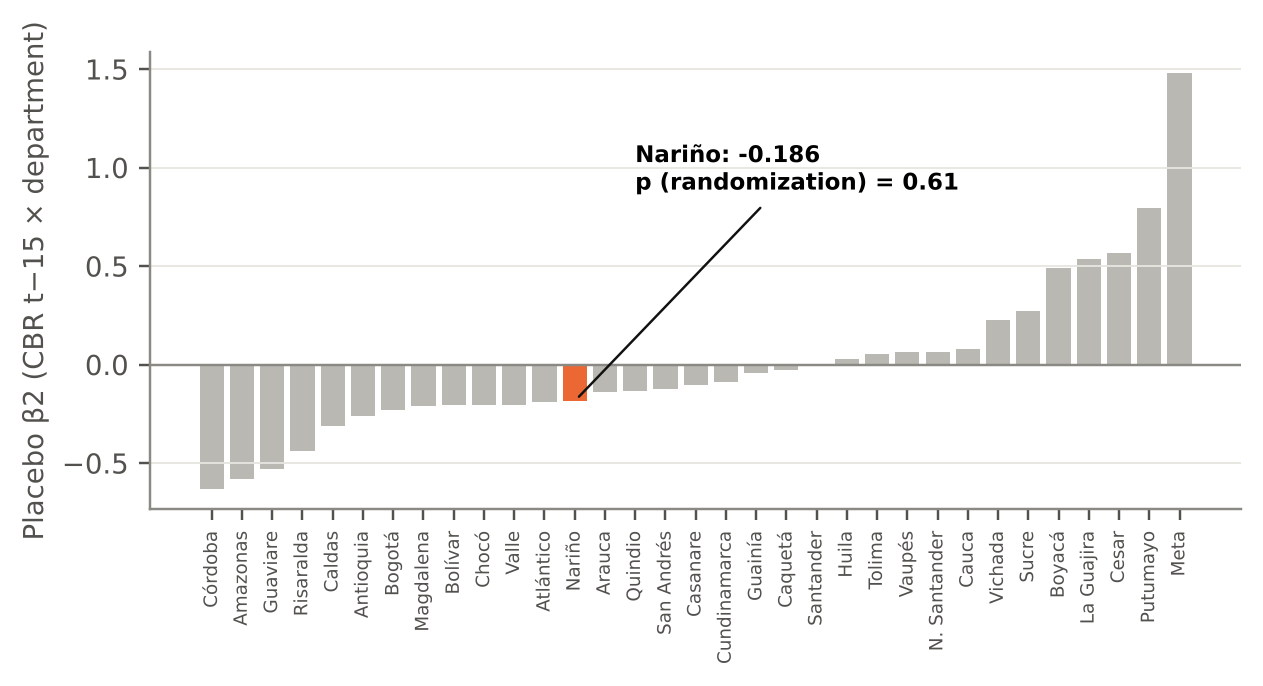 Placebo β2 (CBR t−15 × department)
1.5
1.0
0.5
0.0
−0.5
Nariño: -0.186
p (randomization) = 0.61
Córdoba
Amazonas
Guaviare
Risaralda
Caldas
Antioquia
Bogotá
Magdalena
Bolívar
Chocó
Valle
Atlántico
Nariño
Arauca
Quindio
San Andrés
Casanare
Cundinamarca
Guainía
Caquetá
Santander
Huila
Tolima
Vaupés
N. Santander
Cauca
Vichada
Sucre
Boyacá
La Guajira
Cesar
Putumayo
Meta